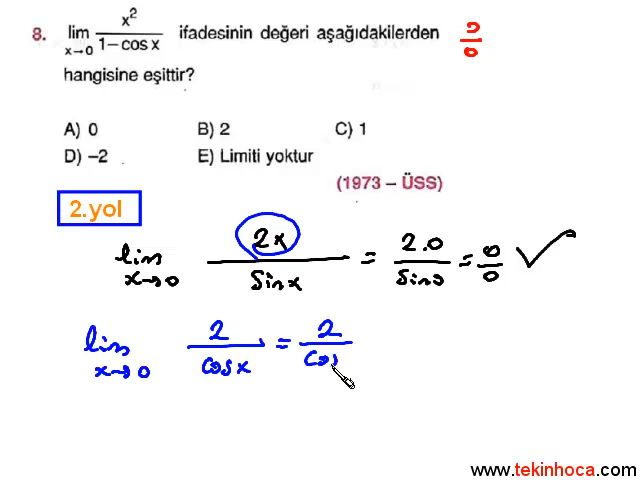 8. lim x→0 x² / 1 – cos x ifadesinin değeri aşağıdakilerden 0/0
hangisine eşittir?
A) 0 B) 2 C) 1
D) –2 E) Limiti yoktur
(1973 – ÜSS)
2.yol
lim x→0 2x / sinx = 2.0 / sin0 = 0/0
lim x→0 2 / cosx = 2 / cos
www.tekinhoca.com